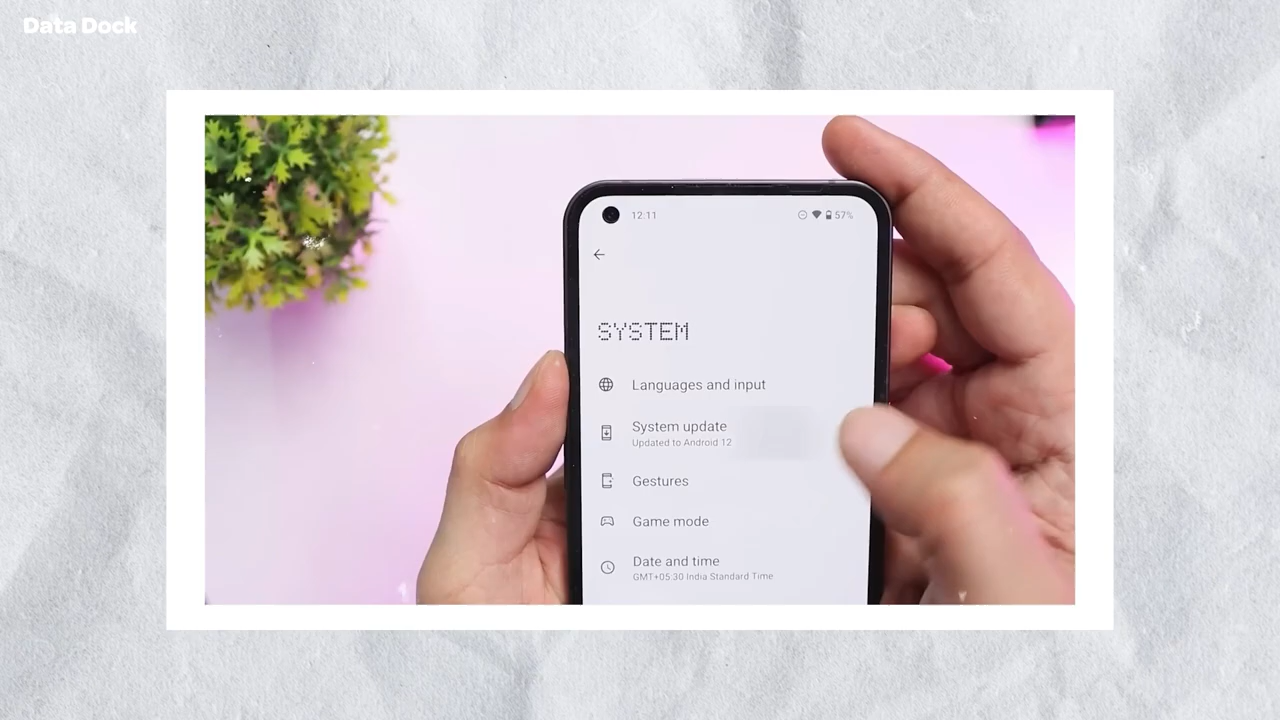 Data Dock
12:11
57%
SYSTEM
Languages and input
System update
Updated to Android 12
Gestures
Game mode
Date and time
GMT+05:30 India Standard Time